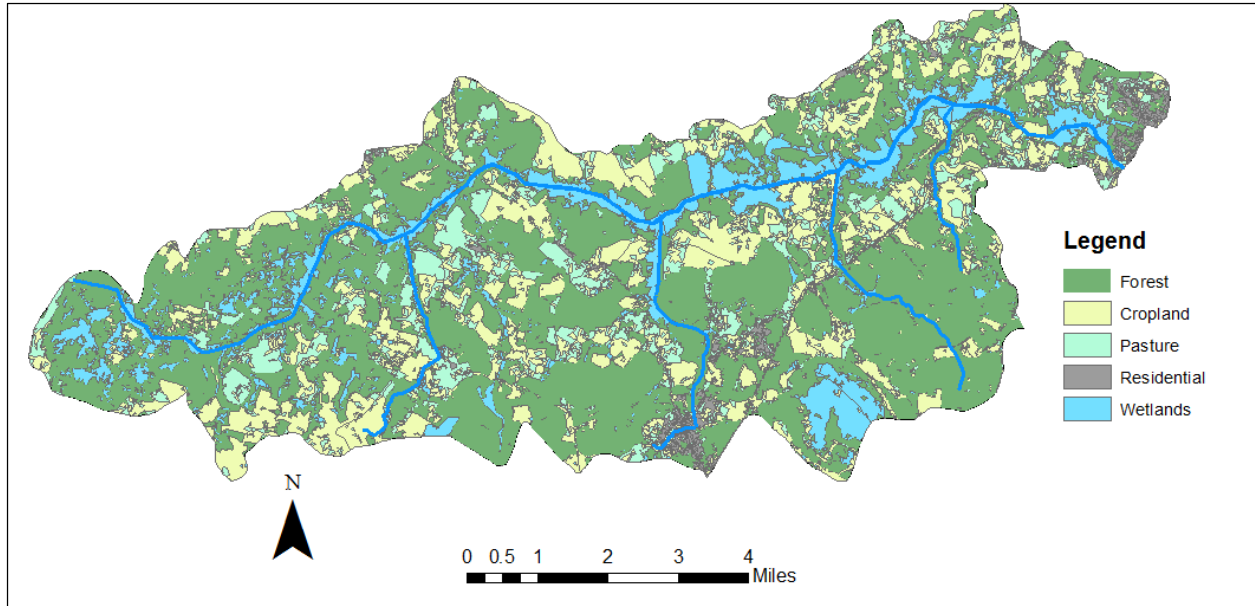 Legend
Forest
Cropland
Pasture
Residential
Wetlands
N
0 0.5 1 2 3 4
Miles